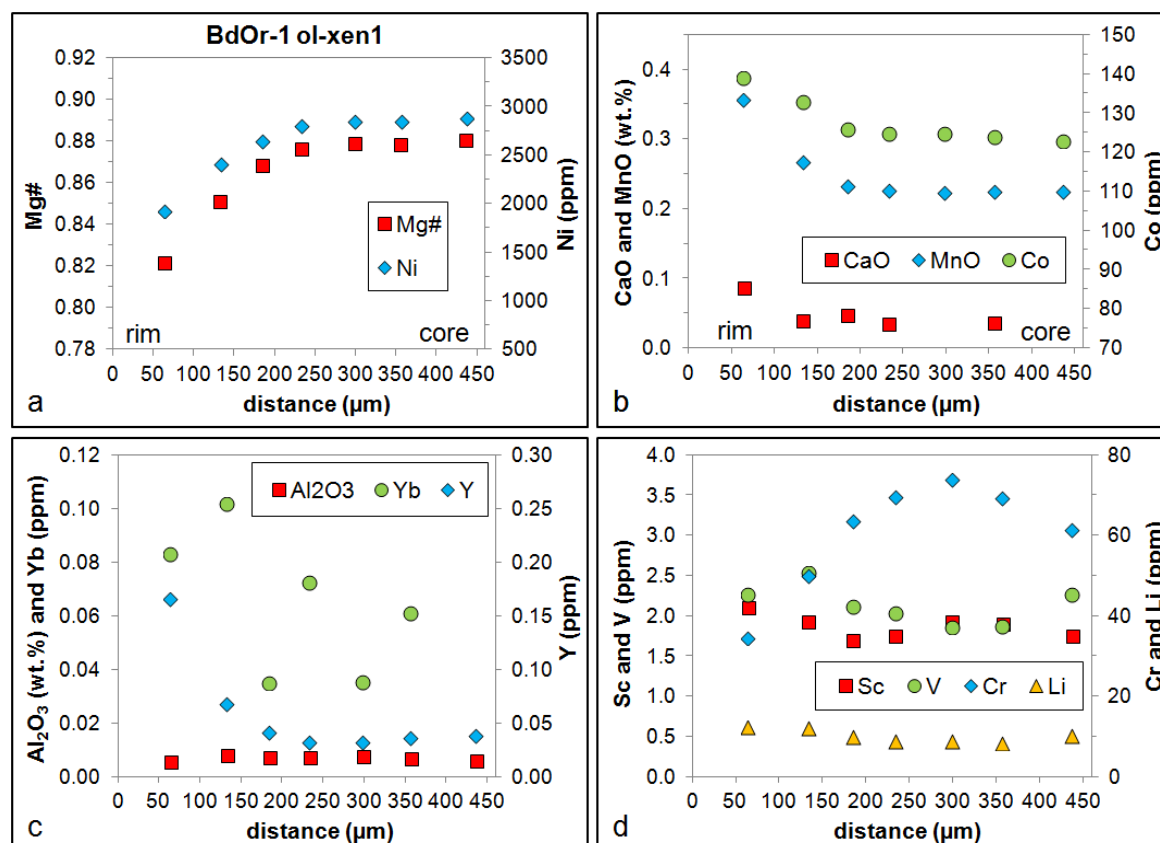 BdOr-1 ol-xen1
0.92
0.90
0.88
0.86
0.84
0.82
0.80
0.78
Mg#
3500
3000
2500
2000
1500
1000
500
Ni (ppm)
Mg#
Ni
rim
core
0 50 100 150 200 250 300 350 400 450
distance (µm)
a
0.4
0.3
0.2
0.1
0.0
CaO and MnO (wt.%)
150
140
130
120
110
100
90
80
70
Co (ppm)
CaO MnO Co
rim
core
0 50 100 150 200 250 300 350 400 450
distance (µm)
b
0.12
0.10
0.08
0.06
0.04
0.02
0.00
Al₂O₃ (wt.%) and Yb (ppm)
0.30
0.25
0.20
0.15
0.10
0.05
0.00
Y (ppm)
Al2O3 Yb Y
0 50 100 150 200 250 300 350 400 450
distance (µm)
c
4.0
3.5
3.0
2.5
2.0
1.5
1.0
0.5
0.0
Sc and V (ppm)
80
60
40
20
0
Cr and Li (ppm)
Sc V Cr Li
0 50 100 150 200 250 300 350 400 450
distance (µm)
d